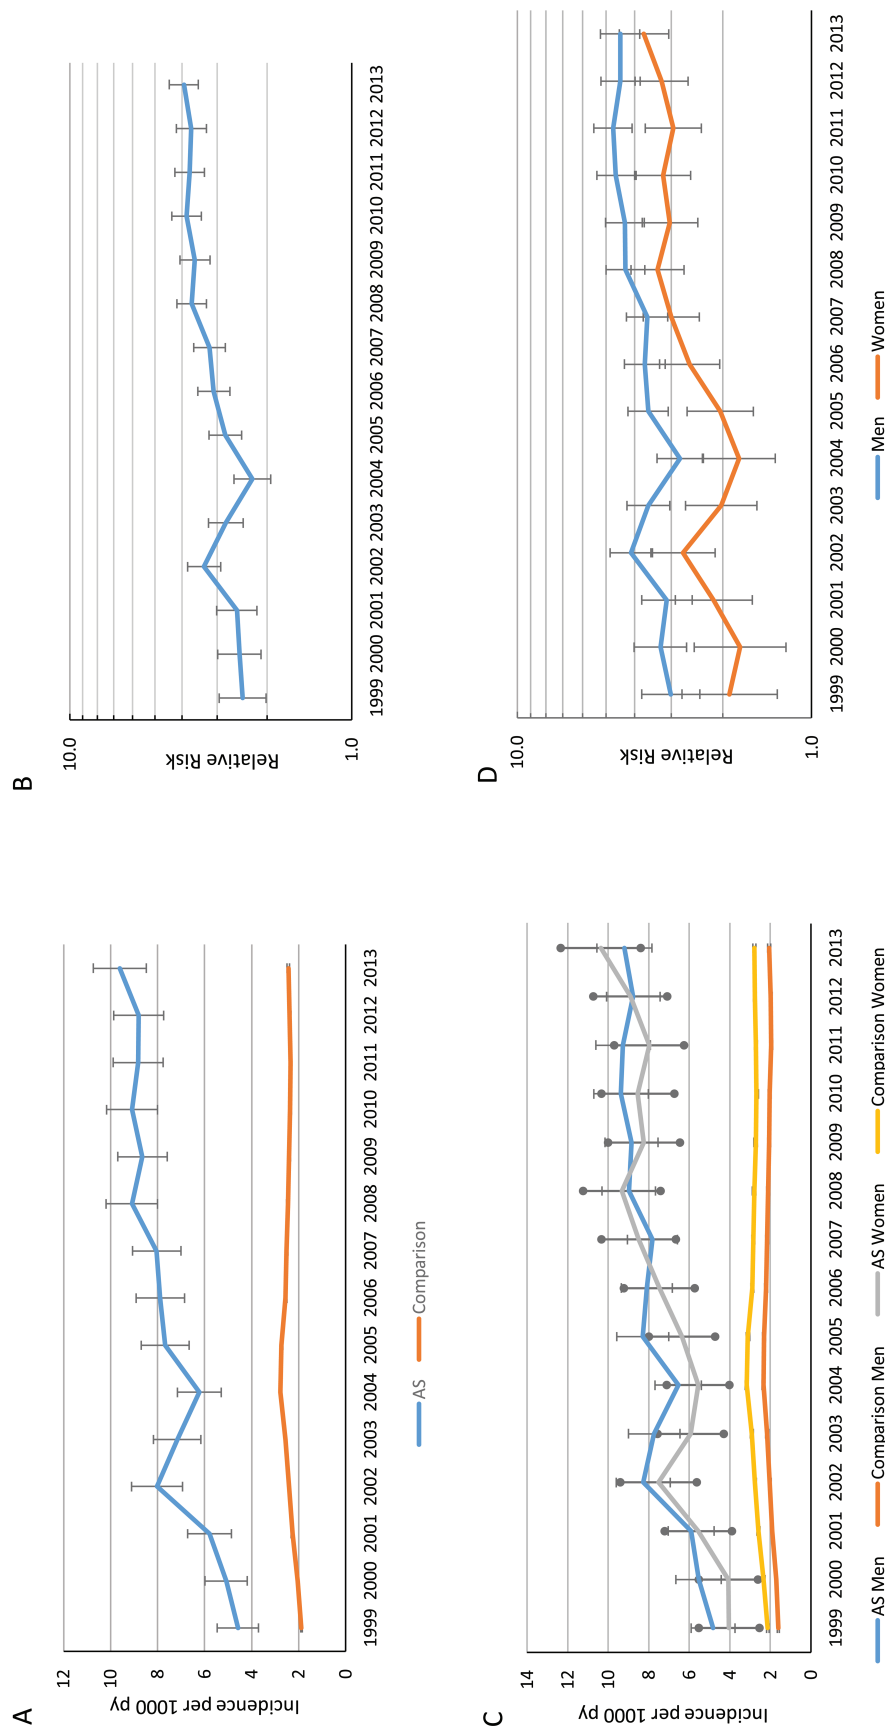 A
Incidence per 1000 py
12
10
8
6
4
2
0
1999 2000 2001 2002 2003 2004 2005 2006 2007 2008 2009 2010 2011 2012 2013
AS Comparison
B
Relative Risk
10.0
1.0
1999 2000 2001 2002 2003 2004 2005 2006 2007 2008 2009 2010 2011 2012 2013
C
Incidence per 1000 py
14
12
10
8
6
4
2
0
1999 2000 2001 2002 2003 2004 2005 2006 2007 2008 2009 2010 2011 2012 2013
AS Men Comparison Men AS Women Comparison Women
D
Relative Risk
10.0
1.0
1999 2000 2001 2002 2003 2004 2005 2006 2007 2008 2009 2010 2011 2012 2013
Men Women